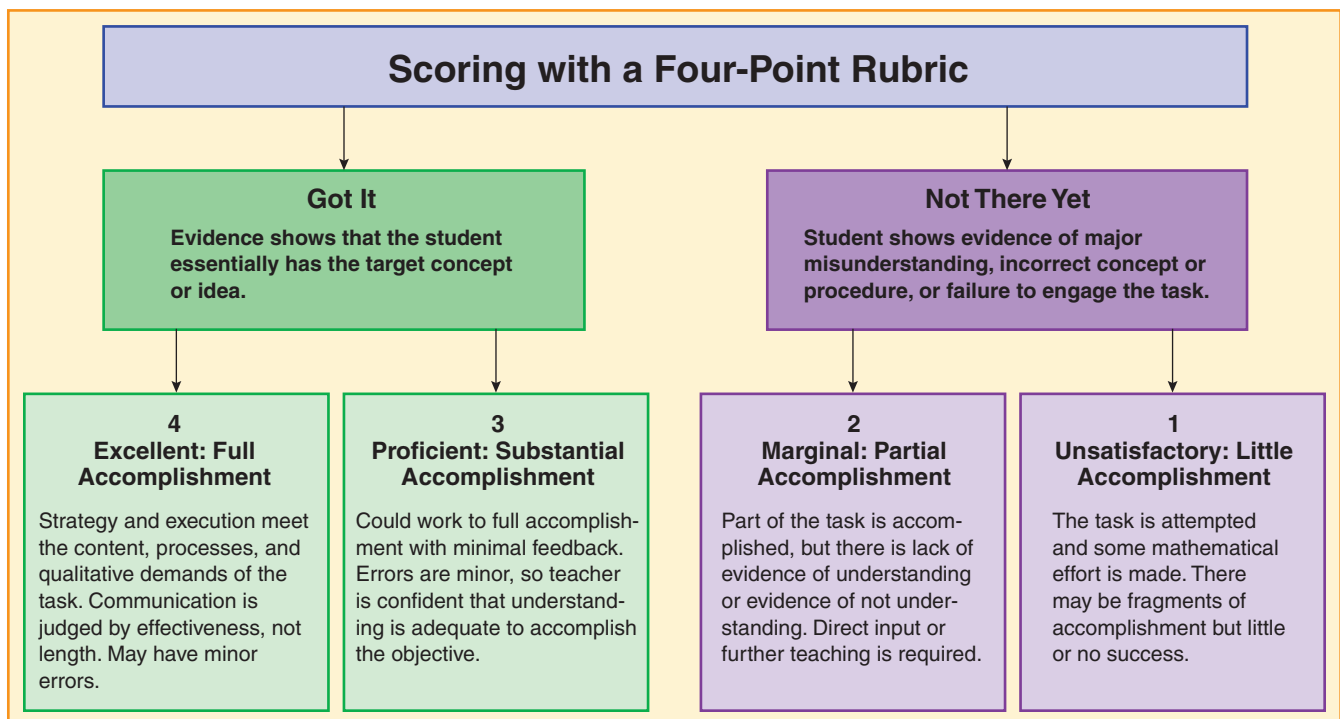 Scoring with a Four-Point Rubric
Got It
Evidence shows that the student
essentially has the target concept
or idea.
Not There Yet
Student shows evidence of major
misunderstanding, incorrect concept or
procedure, or failure to engage the task.
4
Excellent: Full
Accomplishment
Strategy and execution meet
the content, processes, and
qualitative demands of the
task. Communication is
judged by effectiveness, not
length. May have minor
errors.
3
Proficient: Substantial
Accomplishment
Could work to full accomplish-
ment with minimal feedback.
Errors are minor, so teacher
is confident that understand-
ing is adequate to accomplish
the objective.
2
Marginal: Partial
Accomplishment
Part of the task is accom-
plished, but there is lack of
evidence of understanding
or evidence of not under-
standing. Direct input or
further teaching is required.
1
Unsatisfactory: Little
Accomplishment
The task is attempted
and some mathematical
effort is made. There
may be fragments of
accomplishment but little
or no success.